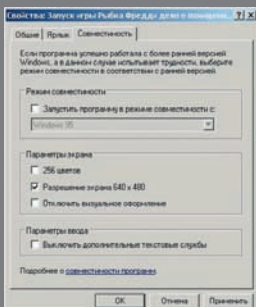 Свойства: Запуск игры Рыбка Фредди дело о похищен...
Общие Ярлык Совместимость
Если программа успешно работала с более ранней версией
Windows, а в данном случае испытывает трудности, выберите
режим совместимости в соответствии с ранней версией.
Режим совместимости
Запустить программу в режиме совместимости с:
Windows 95
Параметры экрана
256 цветов
Разрешение экрана 640 x 480
Отключить визуальное оформление
Параметры ввода
Выключить дополнительные текстовые службы
Подробнее о совместимости программ.
OK Отмена Применить